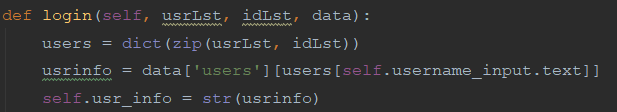 def login(self, usrLst, idLst, data):
    users = dict(zip(usrLst, idLst))
    usrinfo = data['users'][users[self.username_input.text]]
    self.usr_info = str(usrinfo)